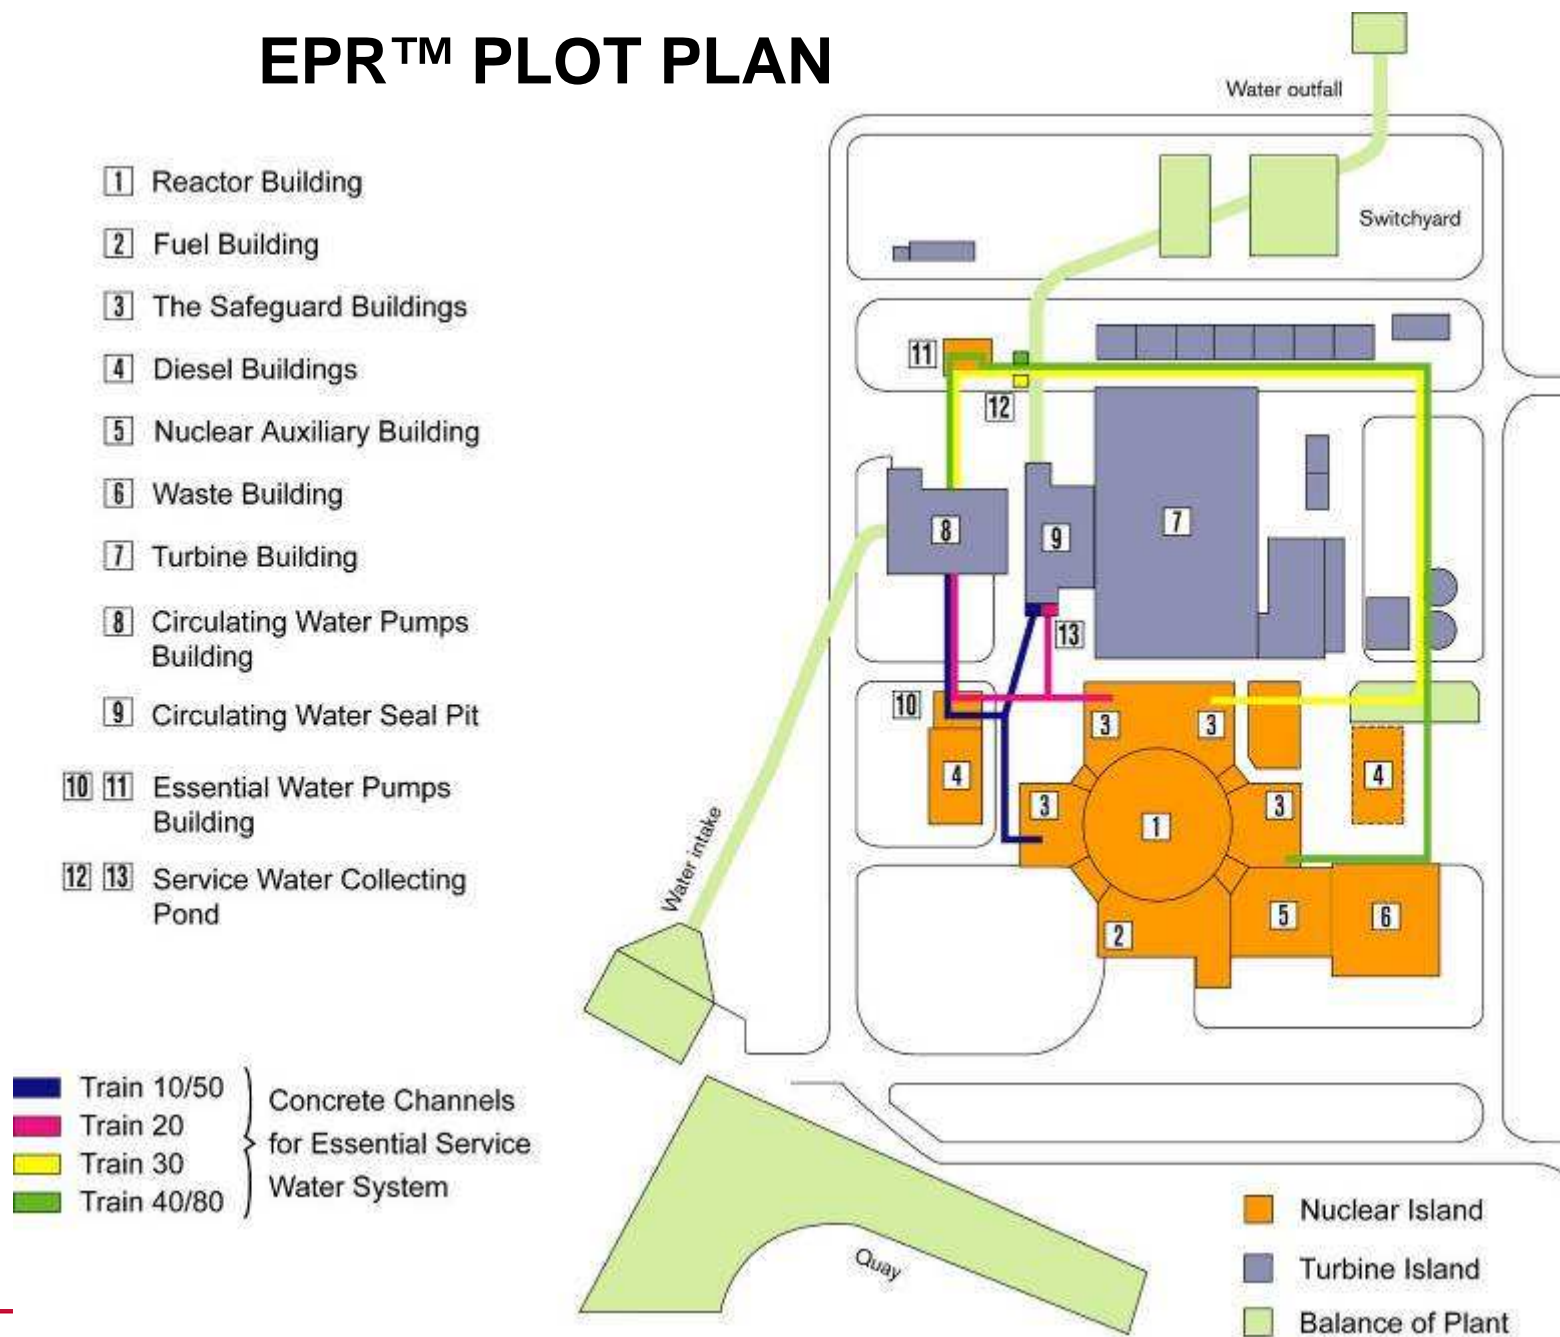 EPR™ PLOT PLAN
1 Reactor Building
2 Fuel Building
3 The Safeguard Buildings
4 Diesel Buildings
5 Nuclear Auxiliary Building
6 Waste Building
7 Turbine Building
8 Circulating Water Pumps
Building
9 Circulating Water Seal Pit
10 11 Essential Water Pumps
Building
12 13 Service Water Collecting
Pond
Train 10/50
Train 20
Train 30
Train 40/80
Concrete Channels
for Essential Service
Water System
Water outfall
Switchyard
11
12
8
9
7
13
10
3
3
4
4
3
3
1
2
5
6
Water intake
Quay
Nuclear Island
Turbine Island
Balance of Plant